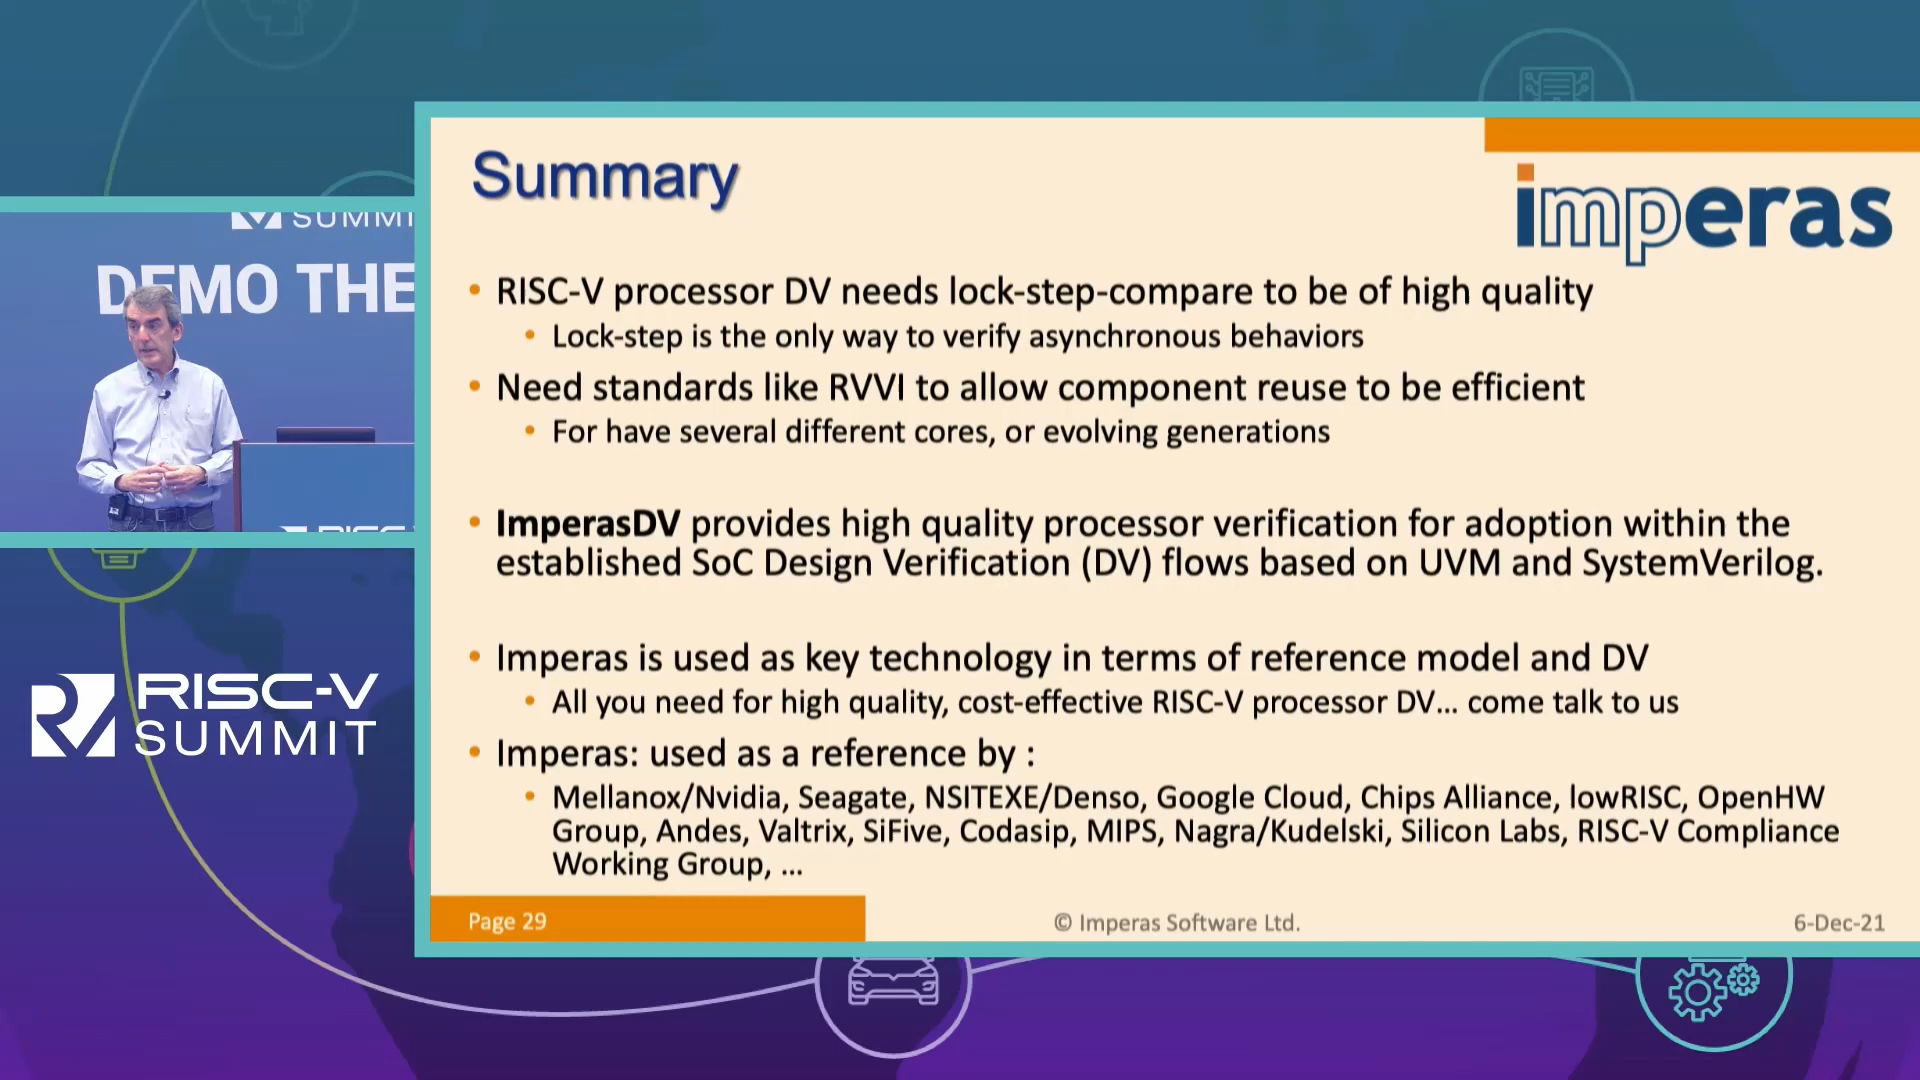 SUMMI
DEMO THE
RISC-V
SUMMIT
Summary
imperas
• RISC-V processor DV needs lock-step-compare to be of high quality
• Lock-step is the only way to verify asynchronous behaviors
• Need standards like RVVI to allow component reuse to be efficient
• For have several different cores, or evolving generations
• ImperasDV provides high quality processor verification for adoption within the
established SoC Design Verification (DV) flows based on UVM and SystemVerilog.
• Imperas is used as key technology in terms of reference model and DV
• All you need for high quality, cost-effective RISC-V processor DV... come talk to us
• Imperas: used as a reference by :
• Mellanox/Nvidia, Seagate, NSITEXE/Denso, Google Cloud, Chips Alliance, lowRISC, OpenHW
Group, Andes, Valtrix, SiFive, Codasip, MIPS, Nagra/Kudelski, Silicon Labs, RISC-V Compliance
Working Group, ...
Page 29
© Imperas Software Ltd.
6-Dec-21